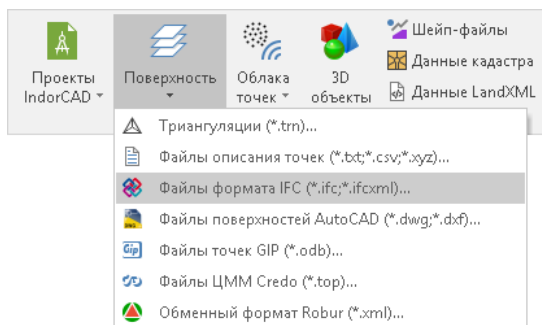 Проекты
IndorCAD
Поверхность
Облака
точек
3D
объекты
Шейп-файлы
Данные кадастра
Данные LandXML
Триангуляции (*.trn)...
Файлы описания точек (*.txt;*.csv;*.xyz)...
Файлы формата IFC (*.ifc;*.ifcxml)...
Файлы поверхностей AutoCAD (*.dwg;*.dxf)...
Файлы точек GIP (*.odb)...
Файлы ЦММ Credo (*.top)...
Обменный формат Robur (*.xml)...